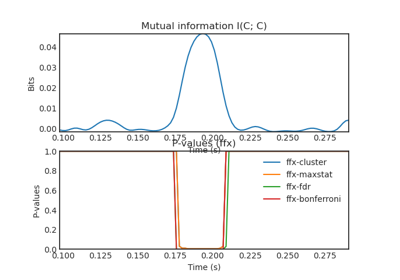 Mutual information I(C; C)
0.04
0.03
0.02
0.01
0.00
Bits
0.100 0.125 0.150 0.175 0.200 0.225 0.250 0.275
Time (s)
P-values (ffx)
1.0
0.8
0.6
0.4
0.2
0.0
P-values
ffx-cluster
ffx-maxstat
ffx-fdr
ffx-bonferroni
0.100 0.125 0.150 0.175 0.200 0.225 0.250 0.275
Time (s)